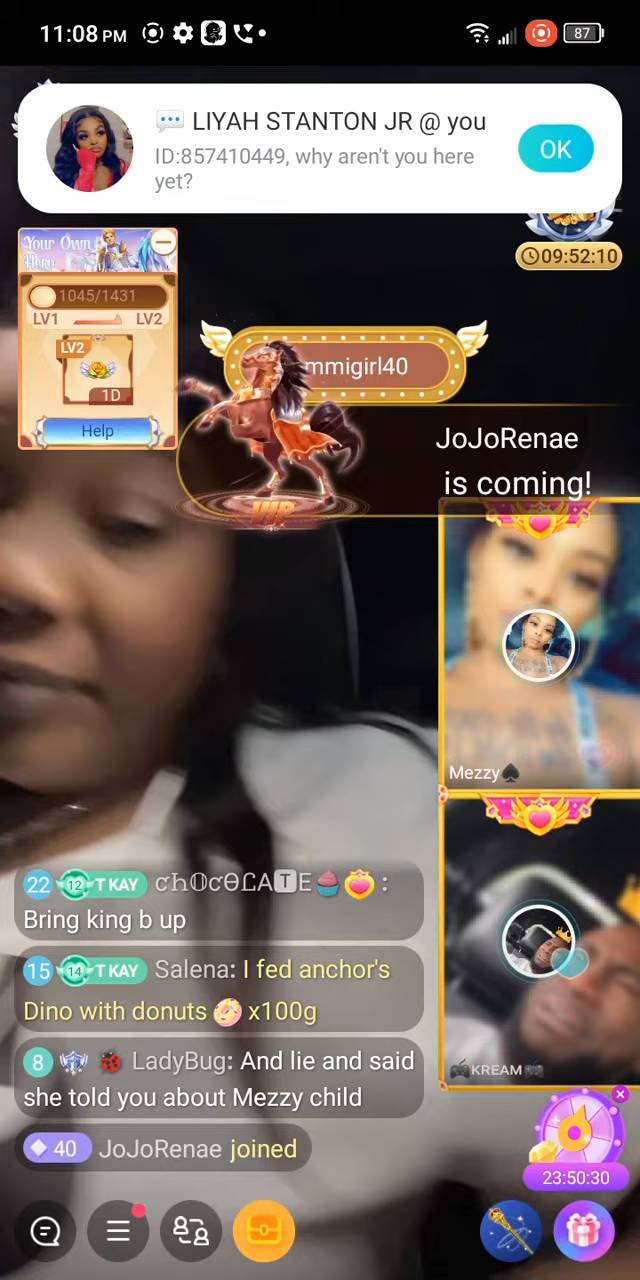 11:08 PM
87
LIYAH STANTON JR @ you
ID:857410449, why aren't you here
yet?
OK
Your Own
Hero
09:52:10
1045/1431
LV1
LV2
LV2
1D
Help
mmigirl40
JoJoRenae
is coming!
VIP
Mezzy♠
22 12 T KAY ƈҺ𝕆ƈѲ𝕃A🆃E🧁 :
Bring king b up
15 14 T KAY Salena: I fed anchor's
Dino with donuts 🍩 x100g
8 🐞 LadyBug: And lie and said
she told you about Mezzy child
🎮KREAM🎮
40 JoJoRenae joined
23:50:30